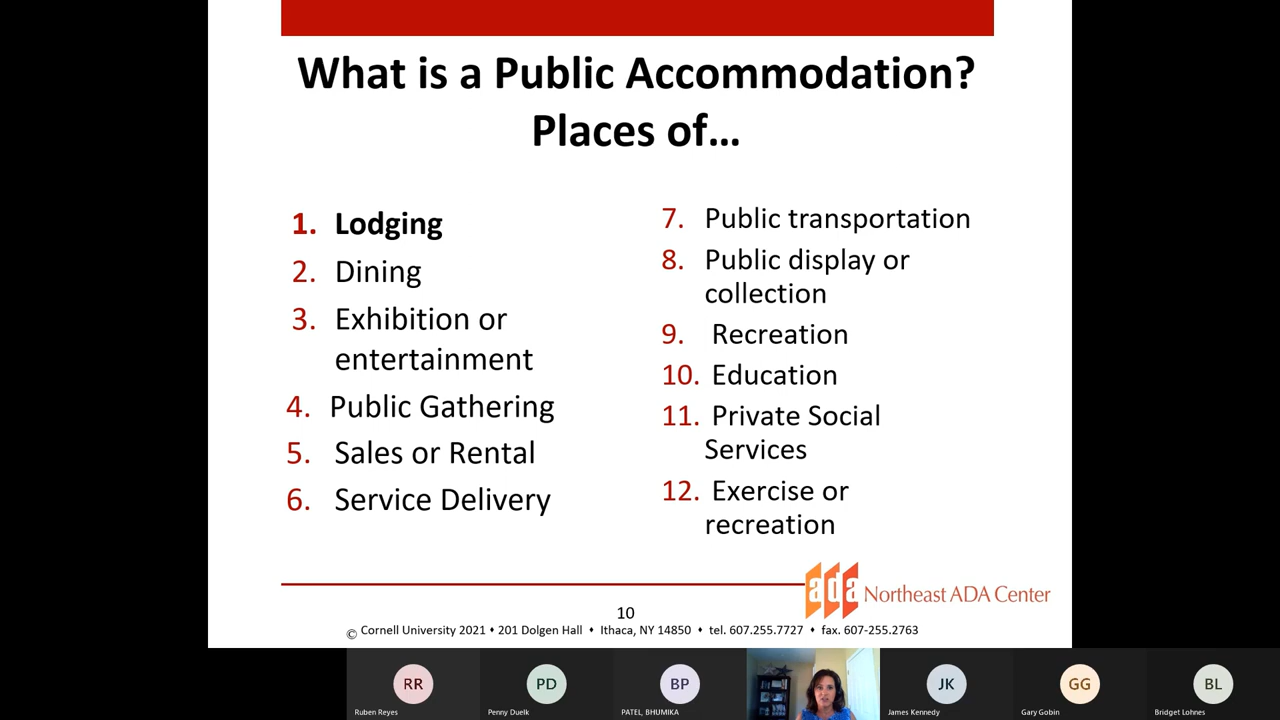 What is a Public Accommodation?
Places of…
1. Lodging
2. Dining
3. Exhibition or
entertainment
4. Public Gathering
5. Sales or Rental
6. Service Delivery
7. Public transportation
8. Public display or
collection
9. Recreation
10. Education
11. Private Social
Services
12. Exercise or
recreation
ada Northeast ADA Center
10
© Cornell University 2021 • 201 Dolgen Hall • Ithaca, NY 14850 • tel. 607.255.7727 • fax. 607-255.2763
RR
PD
BP
JK
GG
BL
Ruben Reyes
Penny Duelk
PATEL, BHUMIKA
James Kennedy
Gary Gobin
Bridget Lohnes